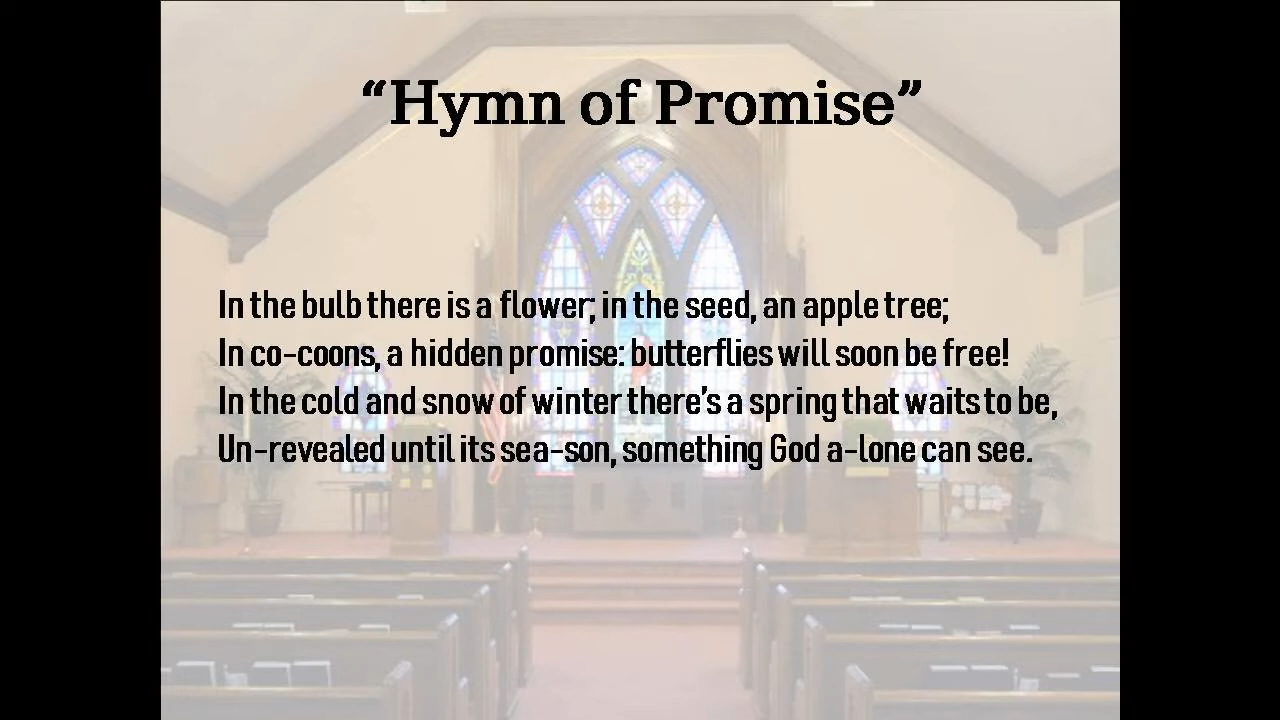 “Hymn of Promise”
In the bulb there is a flower; in the seed, an apple tree;
In co-coons, a hidden promise: butterflies will soon be free!
In the cold and snow of winter there’s a spring that waits to be,
Un-revealed until its sea-son, something God a-lone can see.